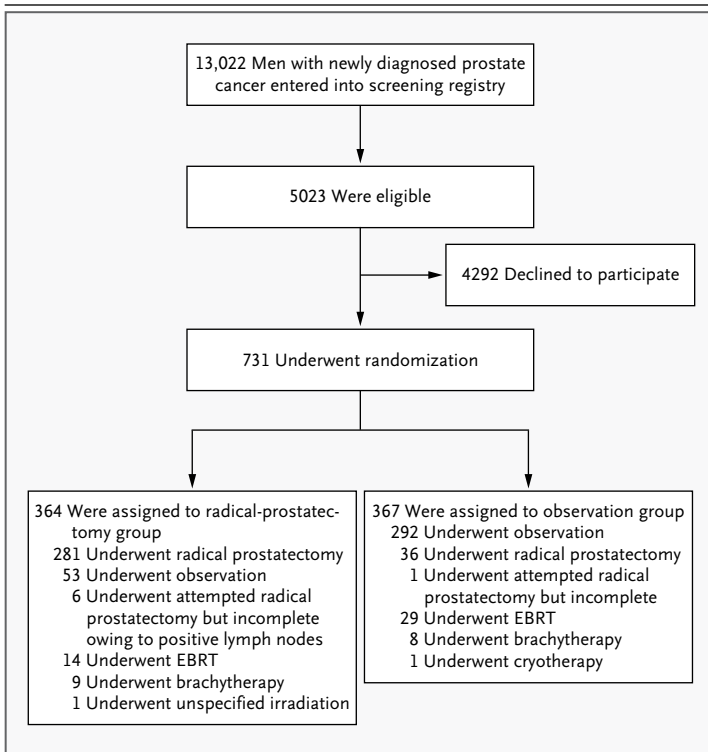 13,022 Men with newly diagnosed prostate
cancer entered into screening registry
5023 Were eligible
4292 Declined to participate
731 Underwent randomization
364 Were assigned to radical-prostatec-
tomy group
281 Underwent radical prostatectomy
53 Underwent observation
6 Underwent attempted radical
prostatectomy but incomplete
owing to positive lymph nodes
14 Underwent EBRT
9 Underwent brachytherapy
1 Underwent unspecified irradiation
367 Were assigned to observation group
292 Underwent observation
36 Underwent radical prostatectomy
1 Underwent attempted radical
prostatectomy but incomplete
29 Underwent EBRT
8 Underwent brachytherapy
1 Underwent cryotherapy